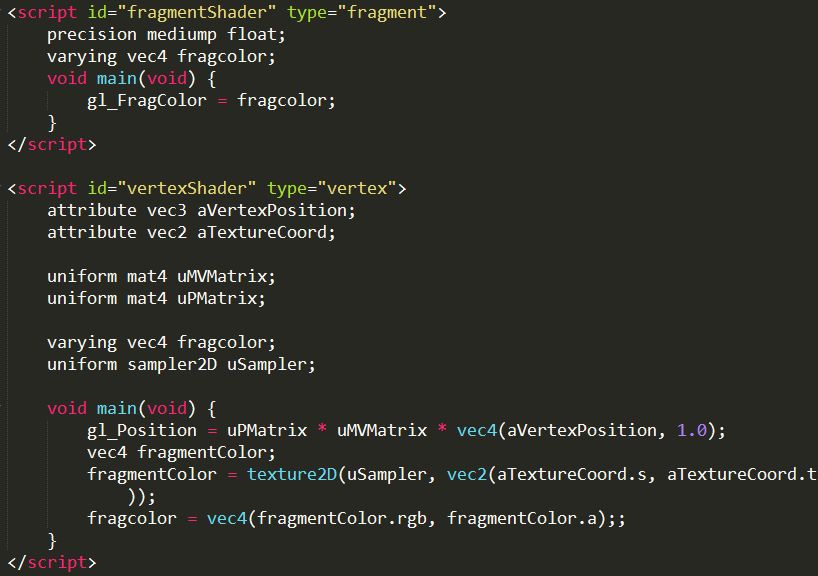 <script id="fragmentShader" type="fragment">
    precision mediump float;
    varying vec4 fragcolor;
    void main(void) {
        gl_FragColor = fragcolor;
    }
</script>

<script id="vertexShader" type="vertex">
    attribute vec3 aVertexPosition;
    attribute vec2 aTextureCoord;

    uniform mat4 uMVMatrix;
    uniform mat4 uPMatrix;

    varying vec4 fragcolor;
    uniform sampler2D uSampler;

    void main(void) {
        gl_Position = uPMatrix * uMVMatrix * vec4(aVertexPosition, 1.0);
        vec4 fragmentColor;
        fragmentColor = texture2D(uSampler, vec2(aTextureCoord.s, aTextureCoord.t
            ));
        fragcolor = vec4(fragmentColor.rgb, fragmentColor.a);;
    }
</script>